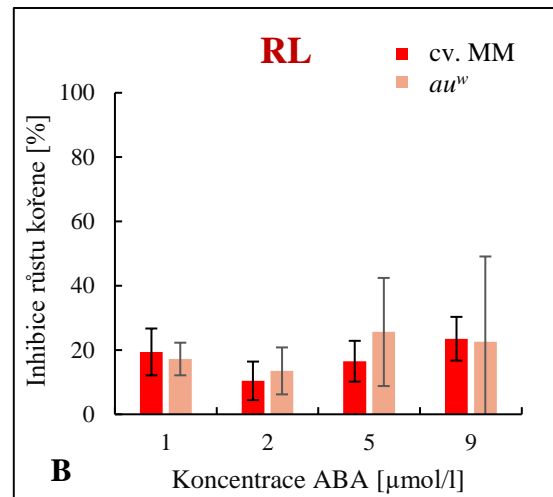 RL
cv. MM
auʷ
100
80
60
40
20
0
Inhibice růstu kořene [%]
1 2 5 9
Koncentrace ABA [µmol/l]
B